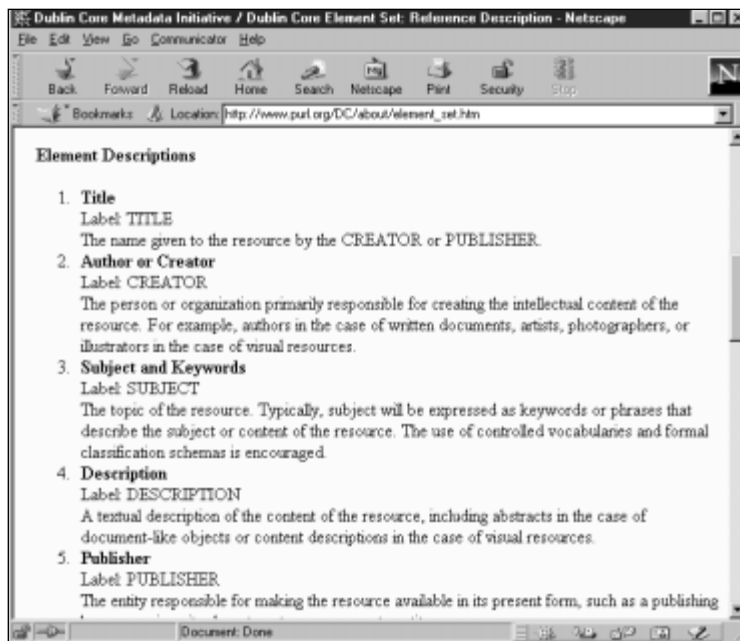 Dublin Core Metadata Initiative / Dublin Core Element Set: Reference Description - Netscape
File Edit View Go Communicator Help
Back Forward Reload Home Search Netscape Print Security Stop
N
Bookmarks Location: http://www.purl.org/DC/about/element_set.htm
Element Descriptions
1. Title
Label: TITLE
The name given to the resource by the CREATOR or PUBLISHER.
2. Author or Creator
Label: CREATOR
The person or organization primarily responsible for creating the intellectual content of the
resource. For example, authors in the case of written documents, artists, photographers, or
illustrators in the case of visual resources.
3. Subject and Keywords
Label: SUBJECT
The topic of the resource. Typically, subject will be expressed as keywords or phrases that
describe the subject or content of the resource. The use of controlled vocabularies and formal
classification schemas is encouraged.
4. Description
Label: DESCRIPTION
A textual description of the content of the resource, including abstracts in the case of
document-like objects or content descriptions in the case of visual resources.
5. Publisher
Label: PUBLISHER
The entity responsible for making the resource available in its present form, such as a publishing
Document: Done